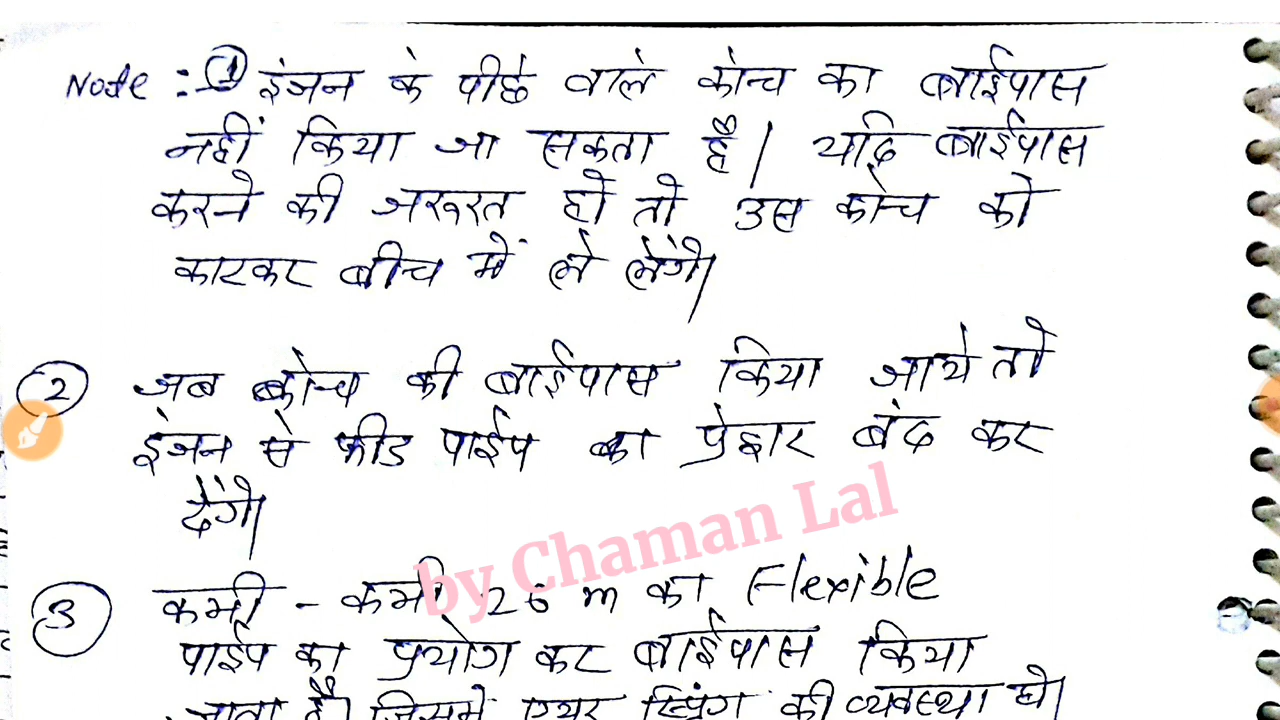 Note :- ① इंजन के पीछे वाले कोच का बाईपास
नहीं किया जा सकता है। यदि बाईपास
करने की जरूरत हो तो उस कोच को
काटकर बीच में ले लेंगे।
② जब कोच की बाईपास किया जाये तो
इंजन से फीड पाईप का प्रेशर बंद कर
देंगे।
by Chaman Lal
③ कभी - कभी 26 m का Flexible
पाईप का प्रयोग कर बाईपास किया
जाता है। जिसमें एयर स्प्रिंग की व्यवस्था हो।